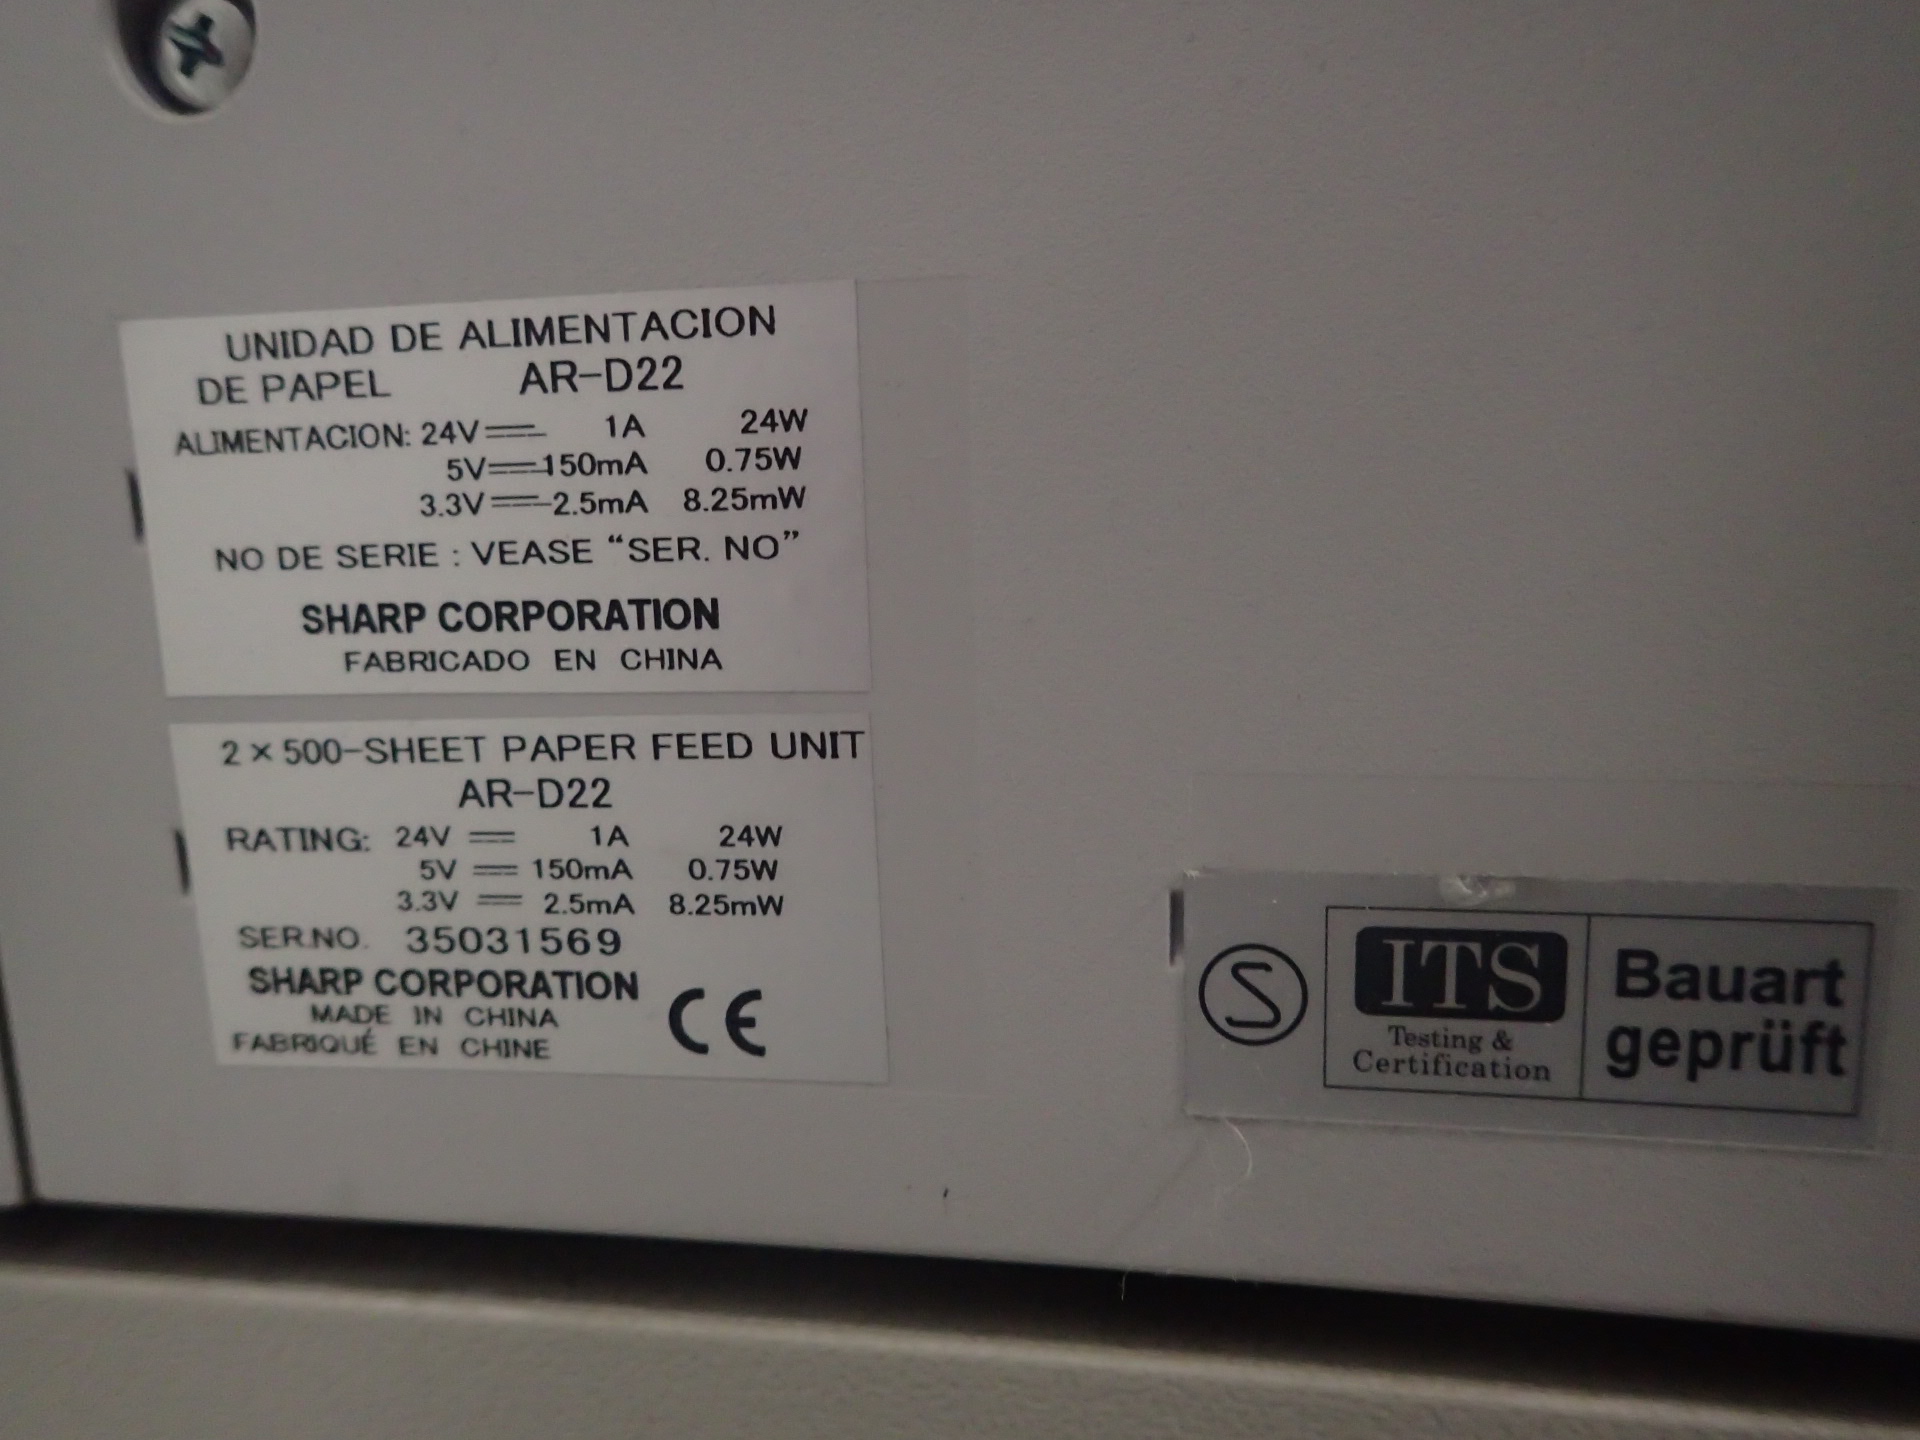 UNIDAD DE ALIMENTACION
DE PAPEL AR-D22
ALIMENTACION: 24V 1A 24W
5V 150mA 0.75W
3.3V 2.5mA 8.25mW
NO DE SERIE : VEASE “SER. NO”
SHARP CORPORATION
FABRICADO EN CHINA
2 × 500-SHEET PAPER FEED UNIT
AR-D22
RATING: 24V 1A 24W
5V 150mA 0.75W
3.3V 2.5mA 8.25mW
SER.NO. 35031569
SHARP CORPORATION
MADE IN CHINA
FABRIQUÉ EN CHINE
CE
S
ITS
Testing &
Certification
Bauart
geprüft